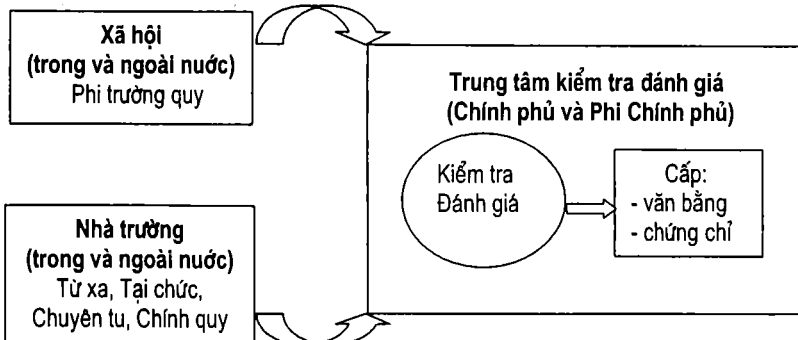 Xã hội
(trong và ngoài nước)
Phi trường quy
Trung tâm kiểm tra đánh giá
(Chính phủ và Phi Chính phủ)
Kiểm tra
Đánh giá
Cấp:
- văn bằng
- chứng chỉ
Nhà trường
(trong và ngoài nước)
Từ xa, Tại chức,
Chuyên tu, Chính quy